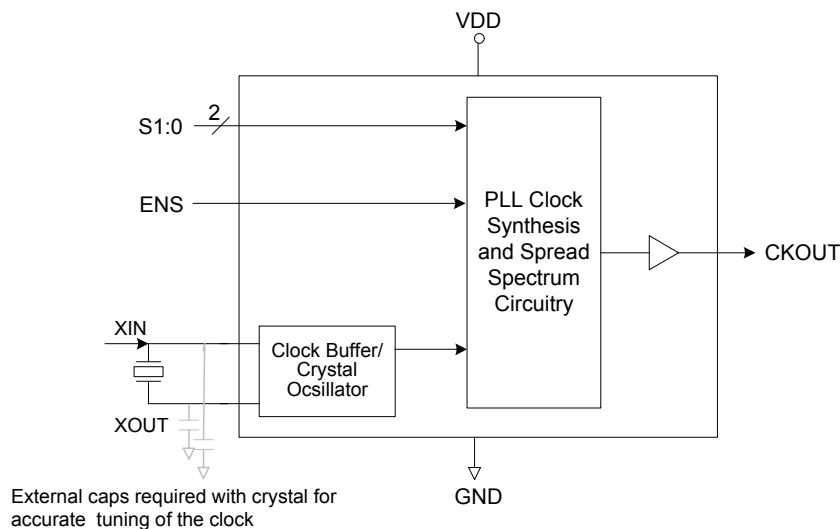 VDD
S1:0
2
ENS
PLL Clock
Synthesis
and Spread
Spectrum
Circuitry
CKOUT
XIN
Clock Buffer/
Crystal
Ocsillator
XOUT
GND
External caps required with crystal for
accurate tuning of the clock